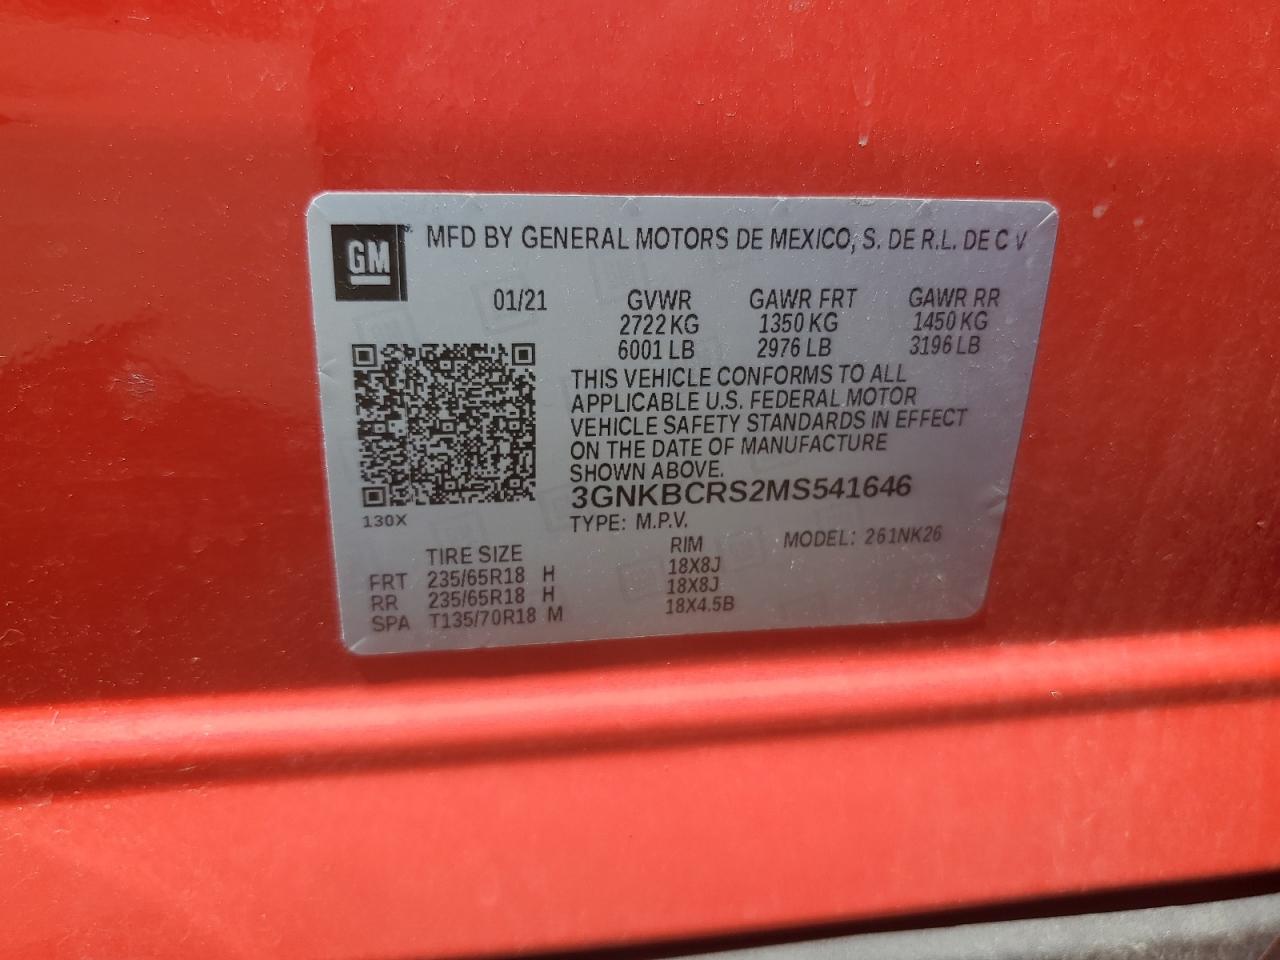 GM
MFD BY GENERAL MOTORS DE MEXICO, S. DE R.L. DE C V
01/21 GVWR GAWR FRT GAWR RR
2722 KG 1350 KG 1450 KG
6001 LB 2976 LB 3196 LB
THIS VEHICLE CONFORMS TO ALL
APPLICABLE U.S. FEDERAL MOTOR
VEHICLE SAFETY STANDARDS IN EFFECT
ON THE DATE OF MANUFACTURE
SHOWN ABOVE.
3GNKBCRS2MS541646
130X
TYPE: M.P.V. MODEL: 261NK26
TIRE SIZE RIM
FRT 235/65R18 H 18X8J
RR 235/65R18 H 18X8J
SPA T135/70R18 M 18X4.5B